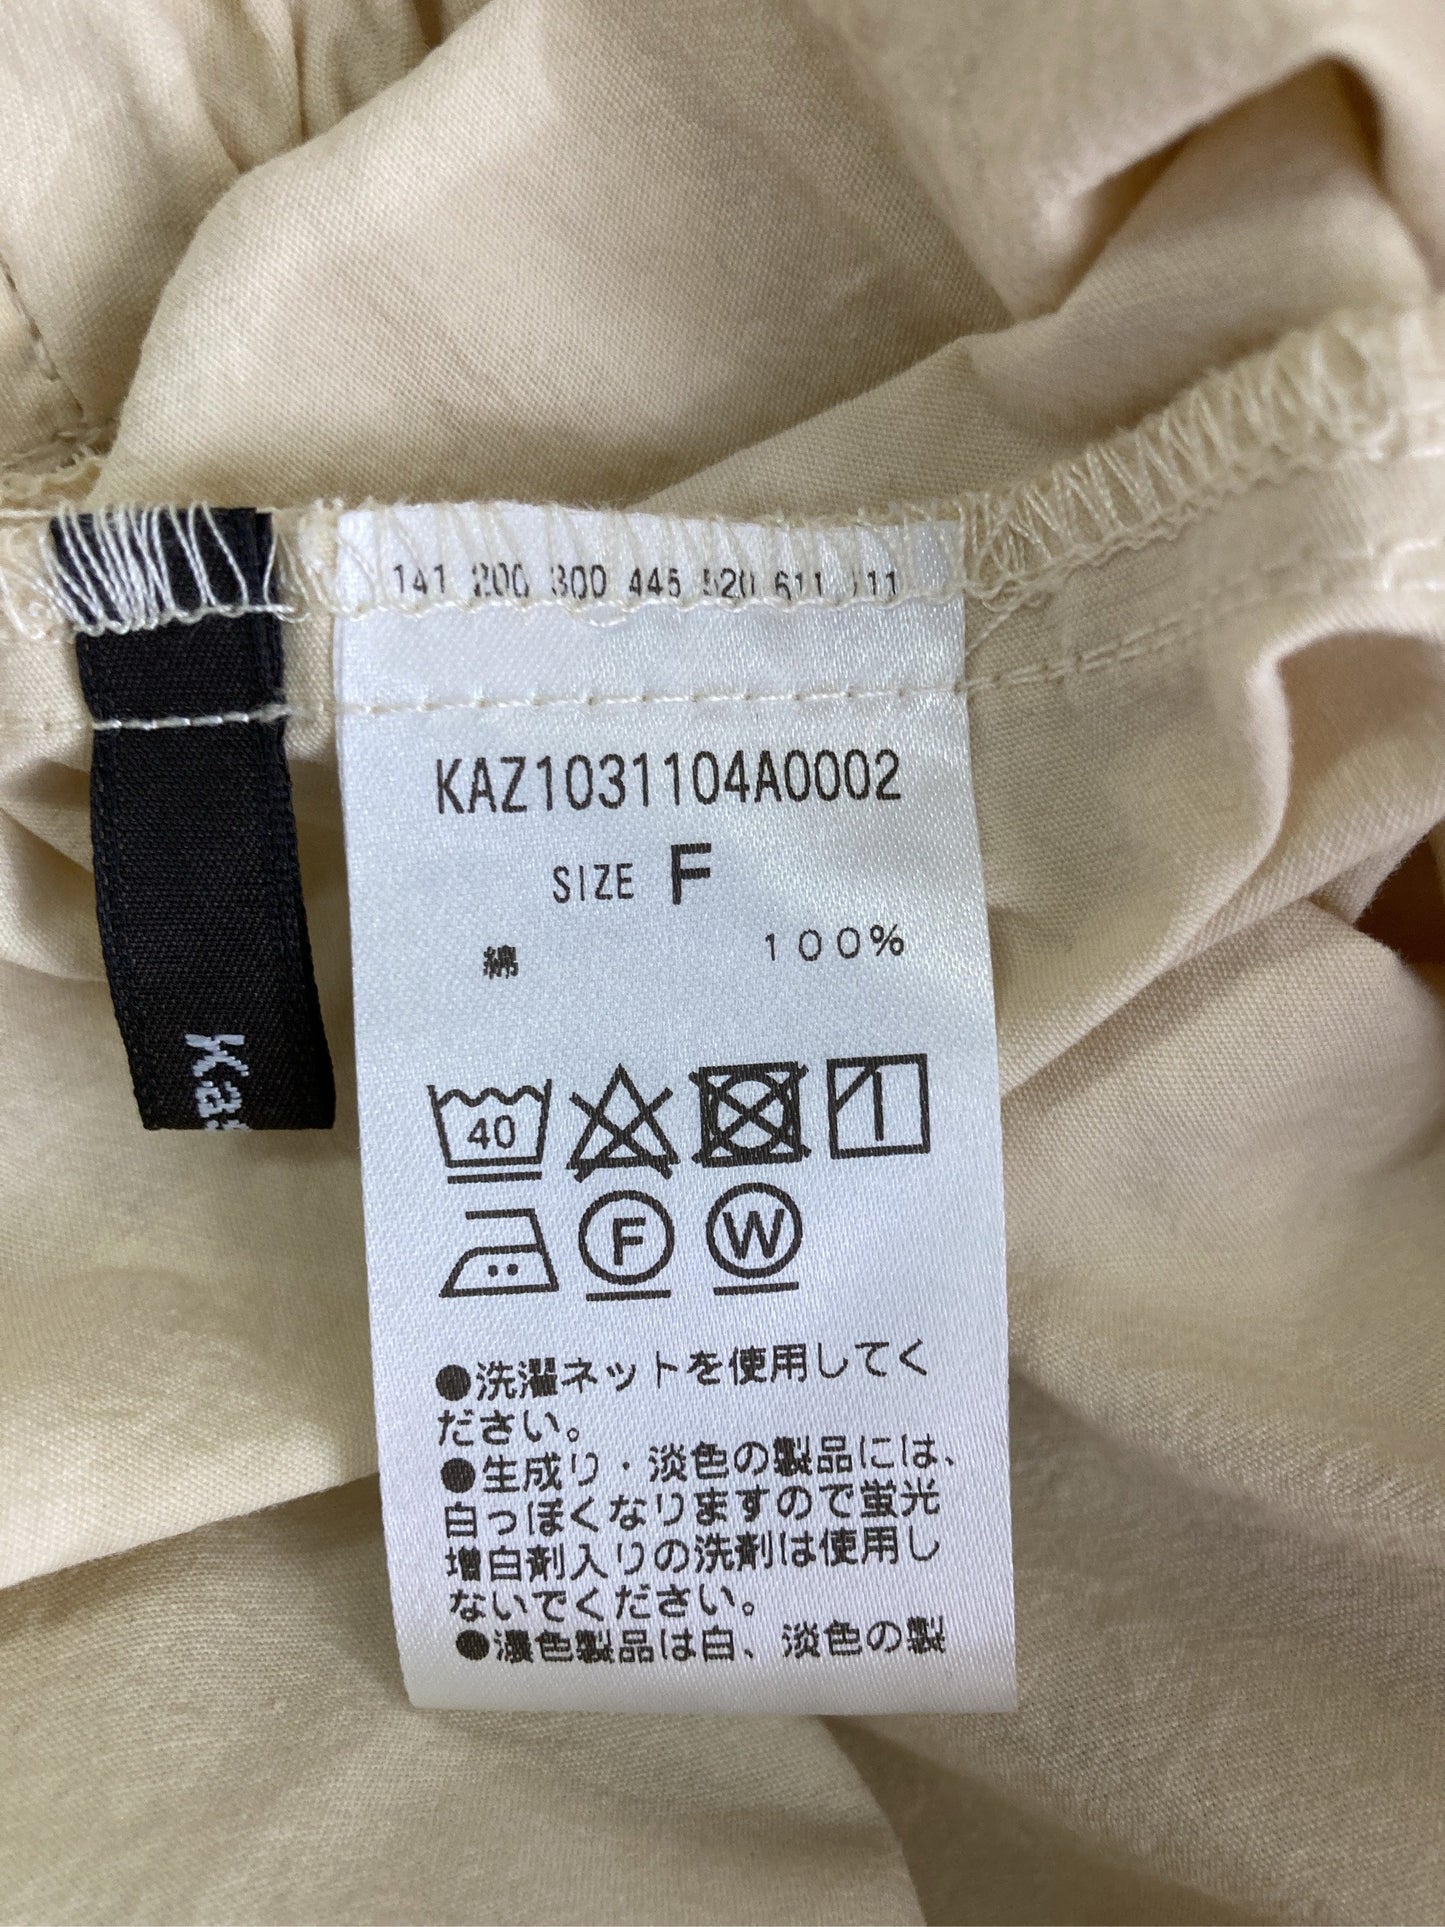 141 200 300 445 520 611 711
KAZ1031104A0002
SIZE F
綿 100%
40
F W
●洗濯ネットを使用してく
ださい。
●生成り・淡色の製品には、
白っぽくなりますので蛍光
増白剤入りの洗剤は使用し
ないでください。
●濃色製品は白、淡色の製
Kas